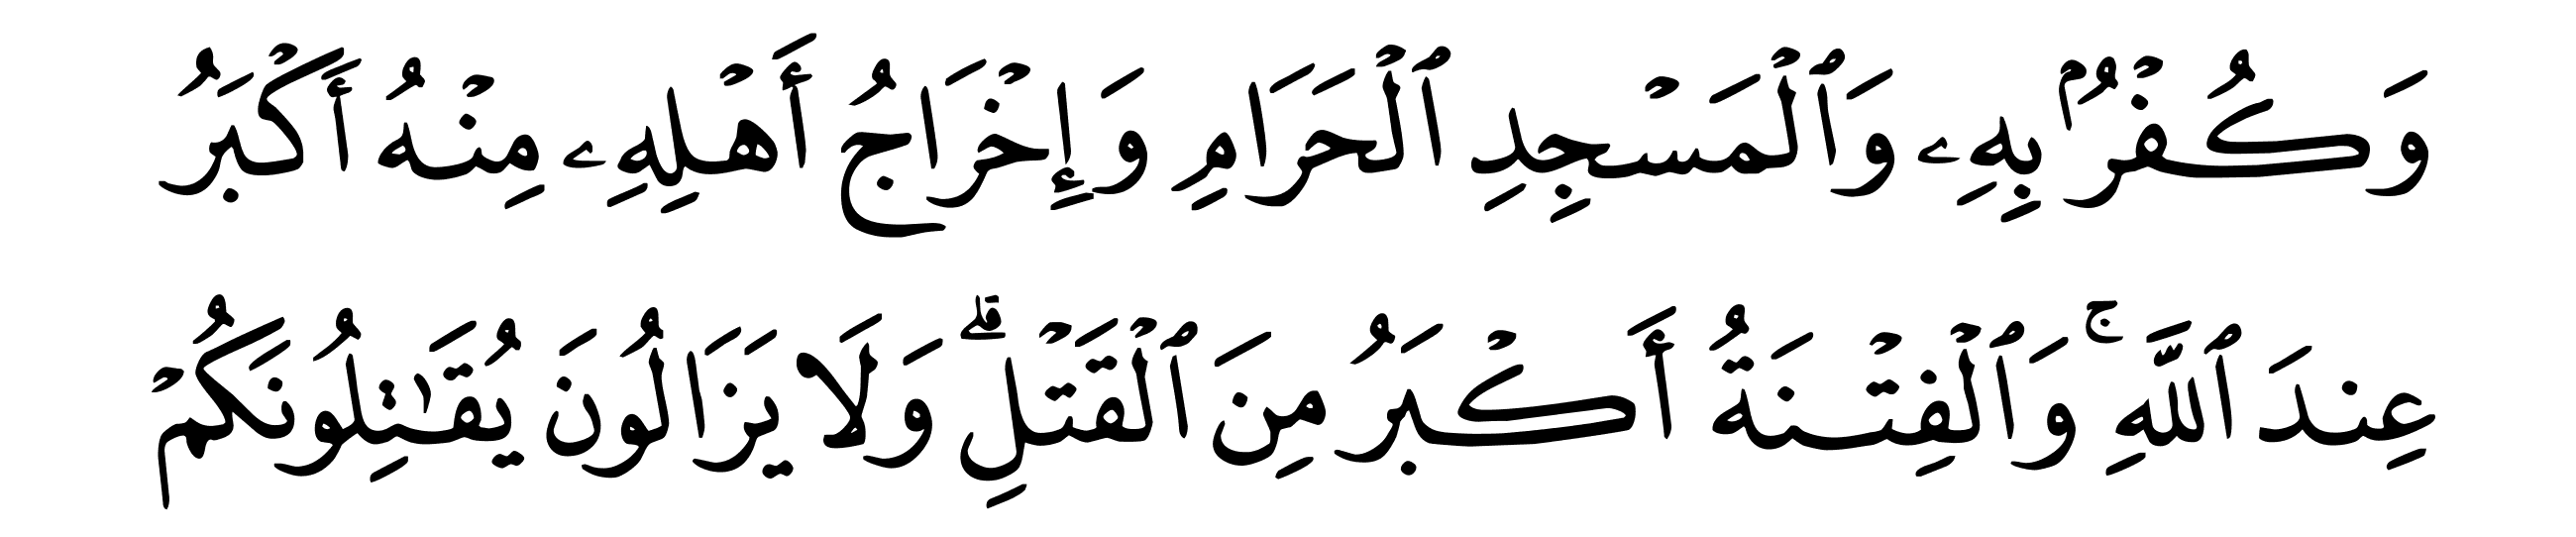 وَكُفۡرُۢ بِهِۦ وَٱلۡمَسۡجِدِ ٱلۡحَرَامِ وَإِخۡرَاجُ أَهۡلِهِۦ مِنۡهُ أَكۡبَرُ
عِندَ ٱللَّهِۚ وَٱلۡفِتۡنَةُ أَكۡبَرُ مِنَ ٱلۡقَتۡلِۗ وَلَا يَزَالُونَ يُقَٰتِلُونَكُمۡ